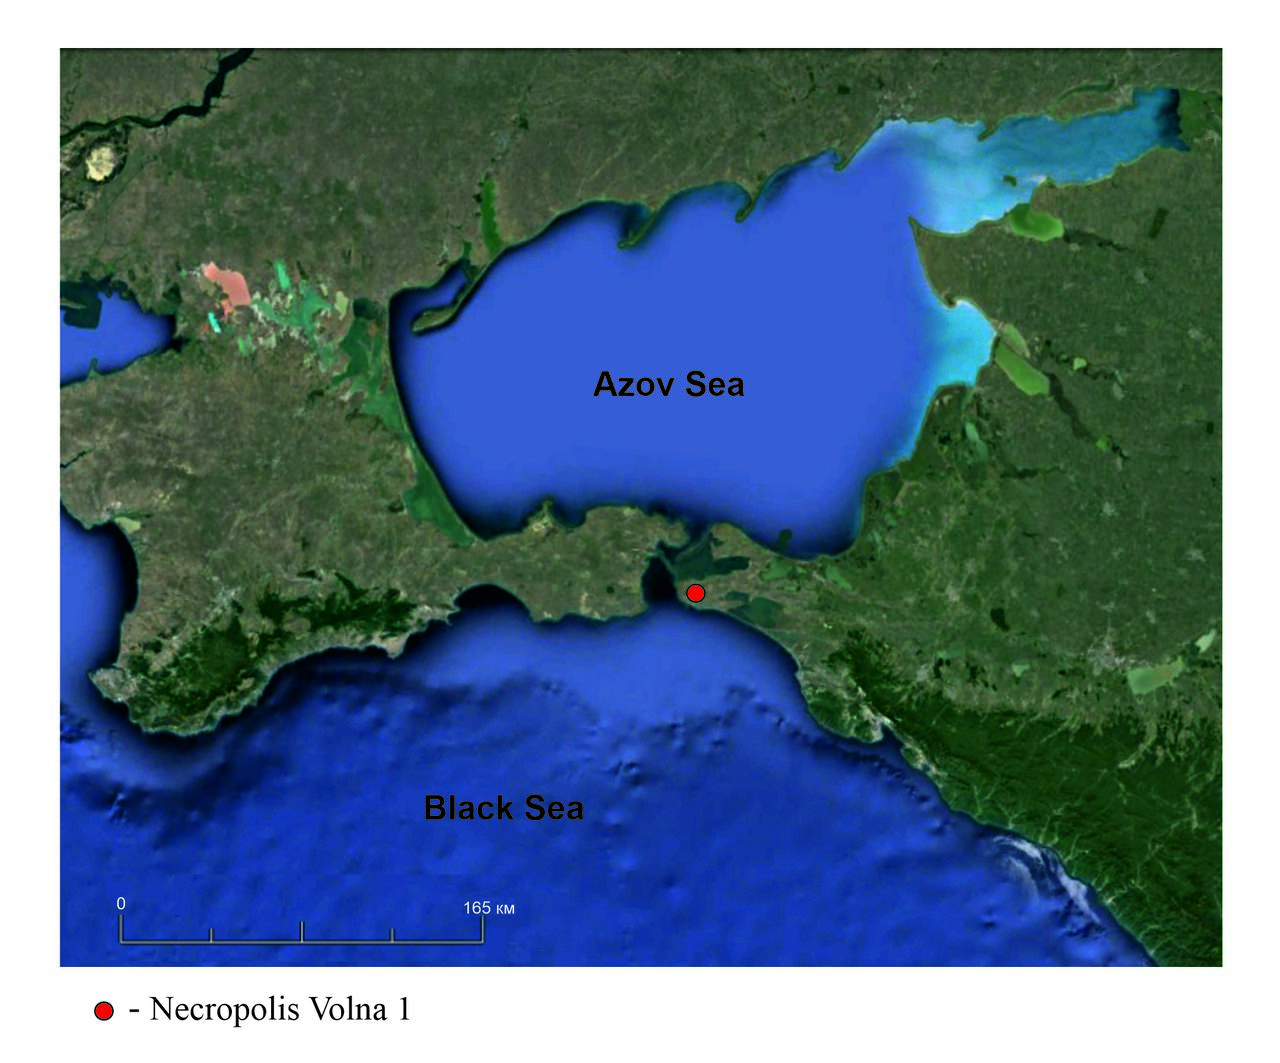 Azov Sea
Black Sea
0
165 км
- Necropolis Volna 1